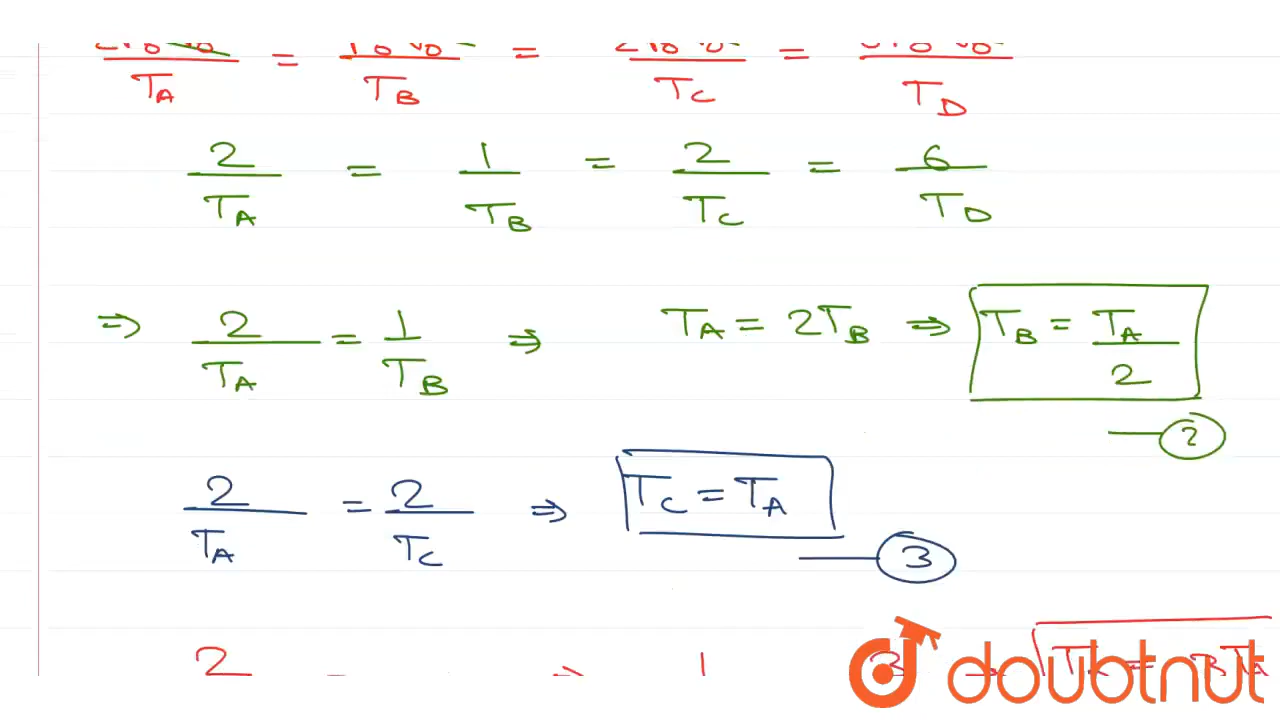 /T_A = /T_B = /T_C = /T_D
2/T_A = 1/T_B = 2/T_C = 6/T_D
⇒ 2/T_A = 1/T_B ⇒ T_A = 2T_B ⇒ T_B = T_A/2
2
2/T_A = 2/T_C ⇒ T_C = T_A
3
2
doubtnut